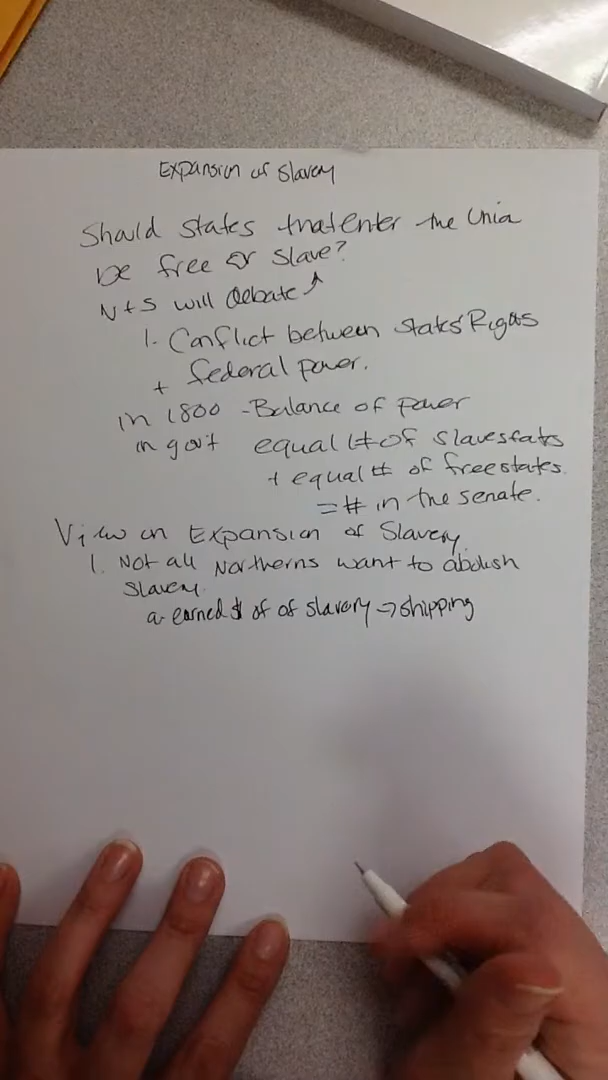 Expansion of Slavery
Should states that enter the Union
be free or slave?
N + S will debate
1. Conflict between States' Rights
+ federal power.
in 1800 - Balance of power
in gov't equal # of slave states
+ equal # of free states.
= # in the senate.
View on Expansion of Slavery
1. Not all Northerns want to abolish
Slavery.
a. earned $ of of slavery → shipping